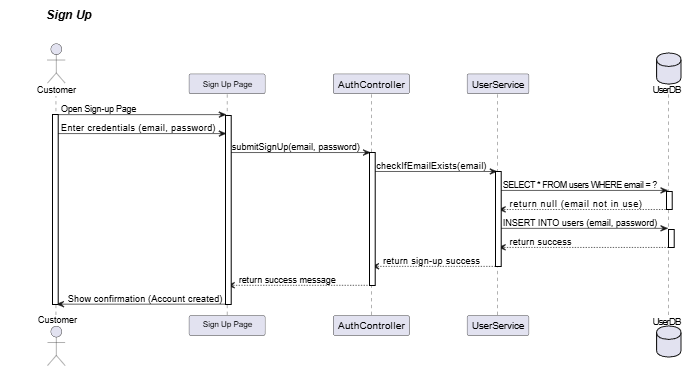 Sign Up
Customer
Sign Up Page
AuthController
UserService
UserDB
Open Sign-up Page
Enter credentials (email, password)
submitSignUp(email, password)
checkIfEmailExists(email)
SELECT * FROM users WHERE email = ?
return null (email not in use)
INSERT INTO users (email, password)
return success
return sign-up success
return success message
Show confirmation (Account created)
Customer
Sign Up Page
AuthController
UserService
UserDB